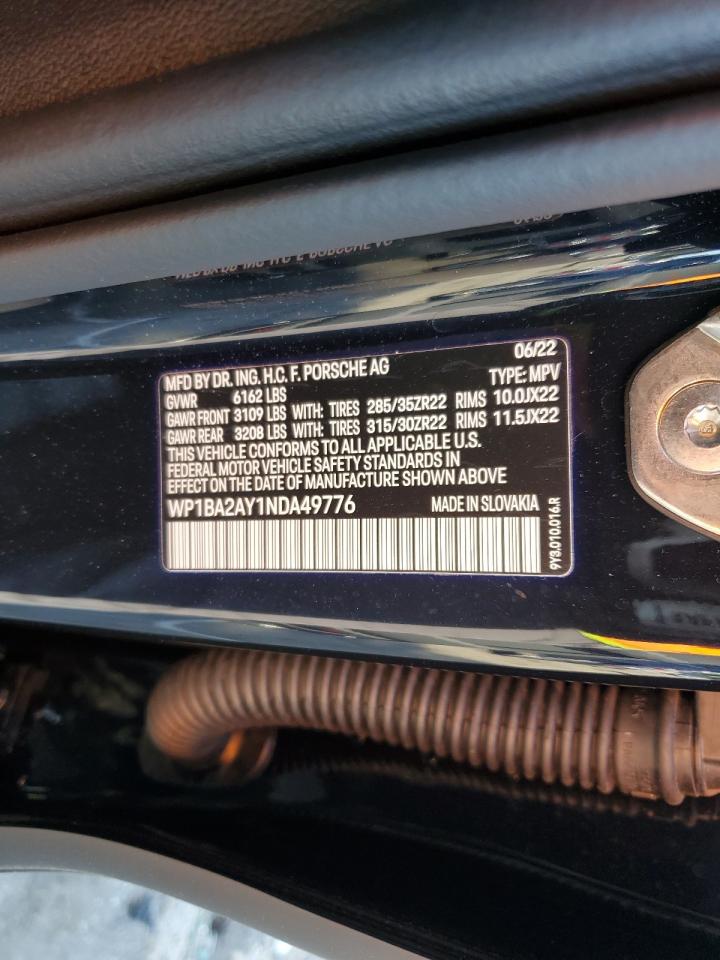 MFD BY DR. ING. H.C. F. PORSCHE AG 06/22
GVWR 6162 LBS TYPE: MPV
GAWR FRONT 3109 LBS WITH: TIRES 285/35ZR22 RIMS 10.0JX22
GAWR REAR 3208 LBS WITH: TIRES 315/30ZR22 RIMS 11.5JX22
THIS VEHICLE CONFORMS TO ALL APPLICABLE U.S.
FEDERAL MOTOR VEHICLE SAFETY STANDARDS IN
EFFECT ON THE DATE OF MANUFACTURE SHOWN ABOVE
WP1BA2AY1NDA49776 MADE IN SLOVAKIA
9Y3.010.016.R